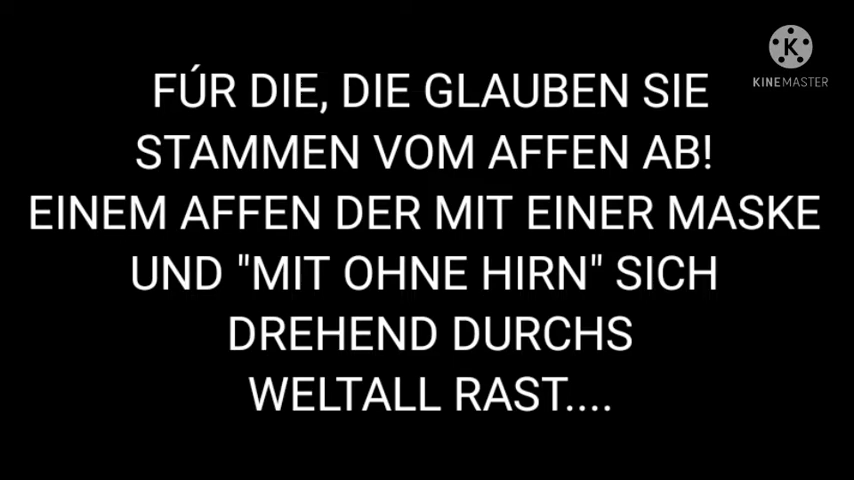 K
KINEMASTER
FÚR DIE, DIE GLAUBEN SIE
STAMMEN VOM AFFEN AB!
EINEM AFFEN DER MIT EINER MASKE
UND "MIT OHNE HIRN" SICH
DREHEND DURCHS
WELTALL RAST....